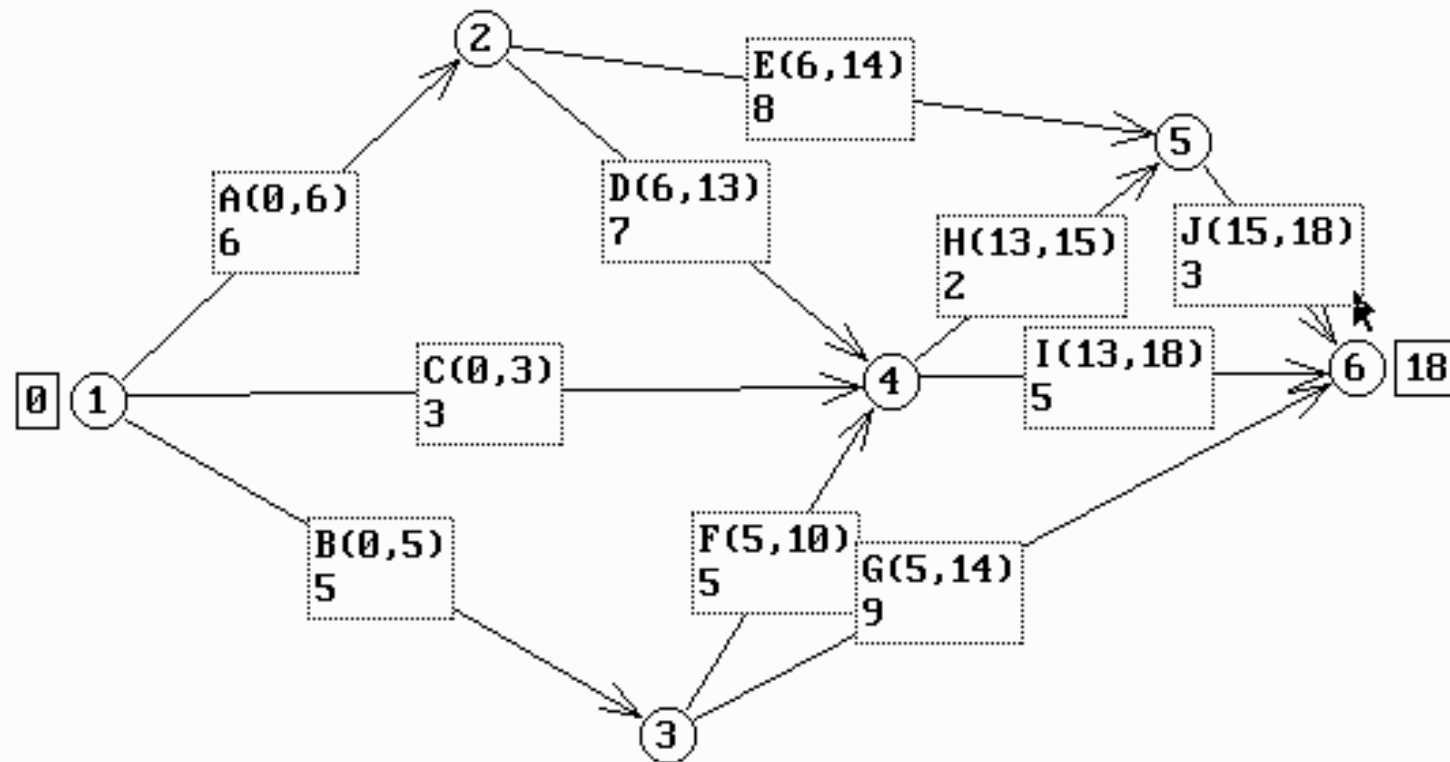 2
E(6,14)
8
5
A(0,6)
6
D(6,13)
7
H(13,15)
2
J(15,18)
3
0
1
C(0,3)
3
4
I(13,18)
5
6
18
B(0,5)
5
F(5,10)
5
G(5,14)
9
3